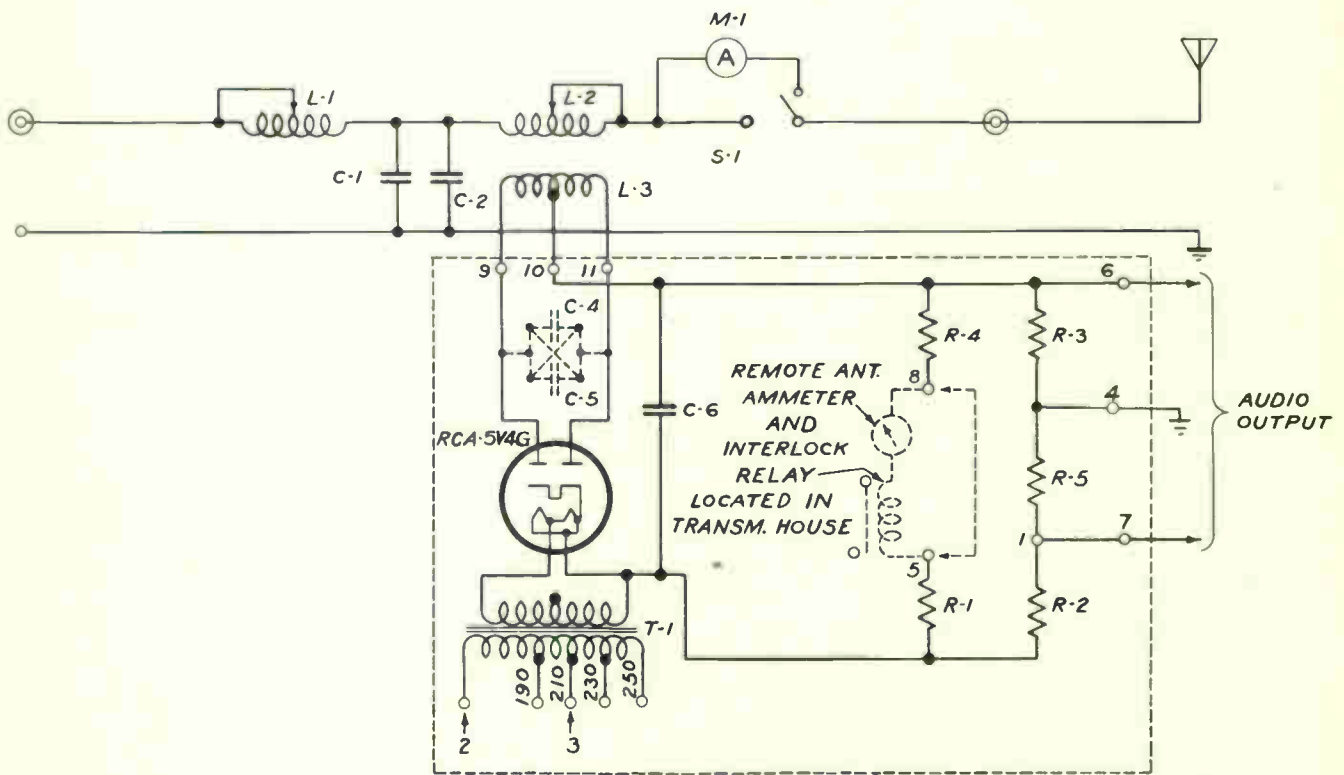 M-1
A
L-1
L-2
S-1
C-1
C-2
L-3
9
10
11
6
C-4
C-5
C-6
R-4
R-3
8
4
REMOTE ANT.
AMMETER
AND
INTERLOCK
RELAY
LOCATED IN
TRANSM. HOUSE
AUDIO
OUTPUT
RCA-5V4G
R-5
1
7
5
R-1
R-2
T-1
190
210
230
250
2
3